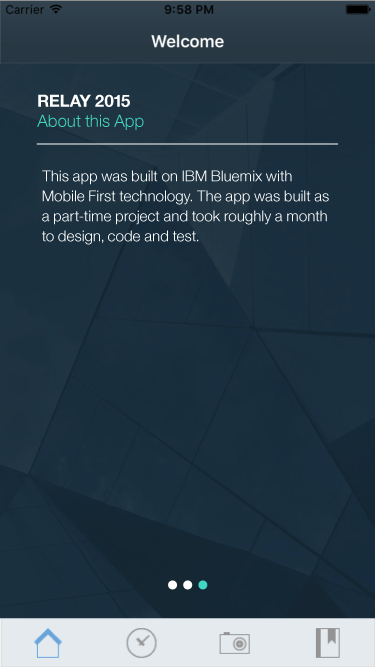 Carrier 9:58 PM
Welcome
RELAY 2015
About this App
This app was built on IBM Bluemix with
Mobile First technology. The app was built as
a part-time project and took roughly a month
to design, code and test.